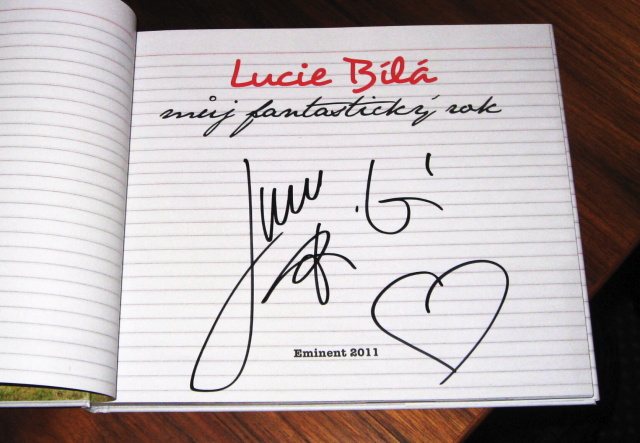 Lucie Bílá
můj fantastický rok
Eminent 2011